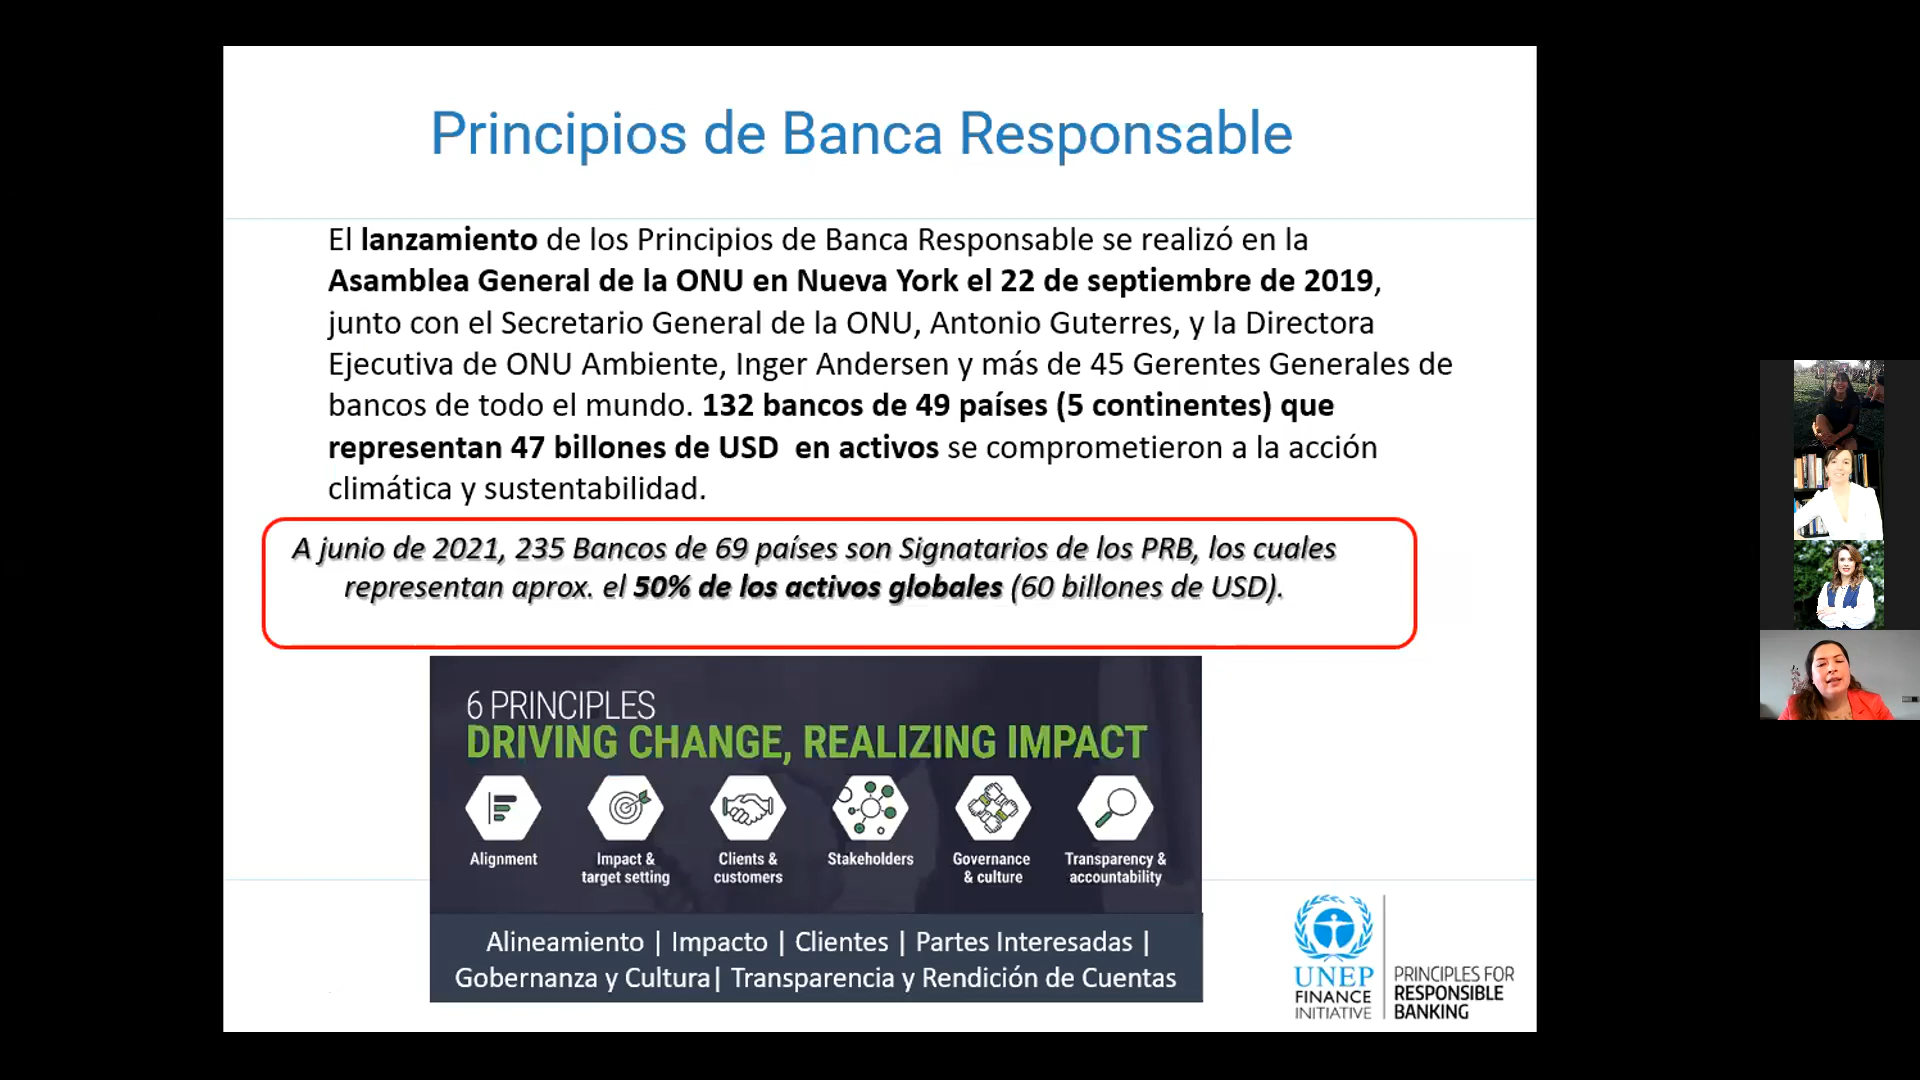 Principios de Banca Responsable
El lanzamiento de los Principios de Banca Responsable se realizó en la
Asamblea General de la ONU en Nueva York el 22 de septiembre de 2019,
junto con el Secretario General de la ONU, Antonio Guterres, y la Directora
Ejecutiva de ONU Ambiente, Inger Andersen y más de 45 Gerentes Generales de
bancos de todo el mundo. 132 bancos de 49 países (5 continentes) que
representan 47 billones de USD en activos se comprometieron a la acción
climática y sustentabilidad.
A junio de 2021, 235 Bancos de 69 países son Signatarios de los PRB, los cuales
representan aprox. el 50% de los activos globales (60 billones de USD).
6 PRINCIPLES
DRIVING CHANGE, REALIZING IMPACT
Alignment
Impact &
target setting
Clients &
customers
Stakeholders
Governance
& culture
Transparency &
accountability
Alineamiento | Impacto | Clientes | Partes Interesadas |
Gobernanza y Cultura| Transparencia y Rendición de Cuentas
UNEP
FINANCE
INITIATIVE
PRINCIPLES FOR
RESPONSIBLE
BANKING